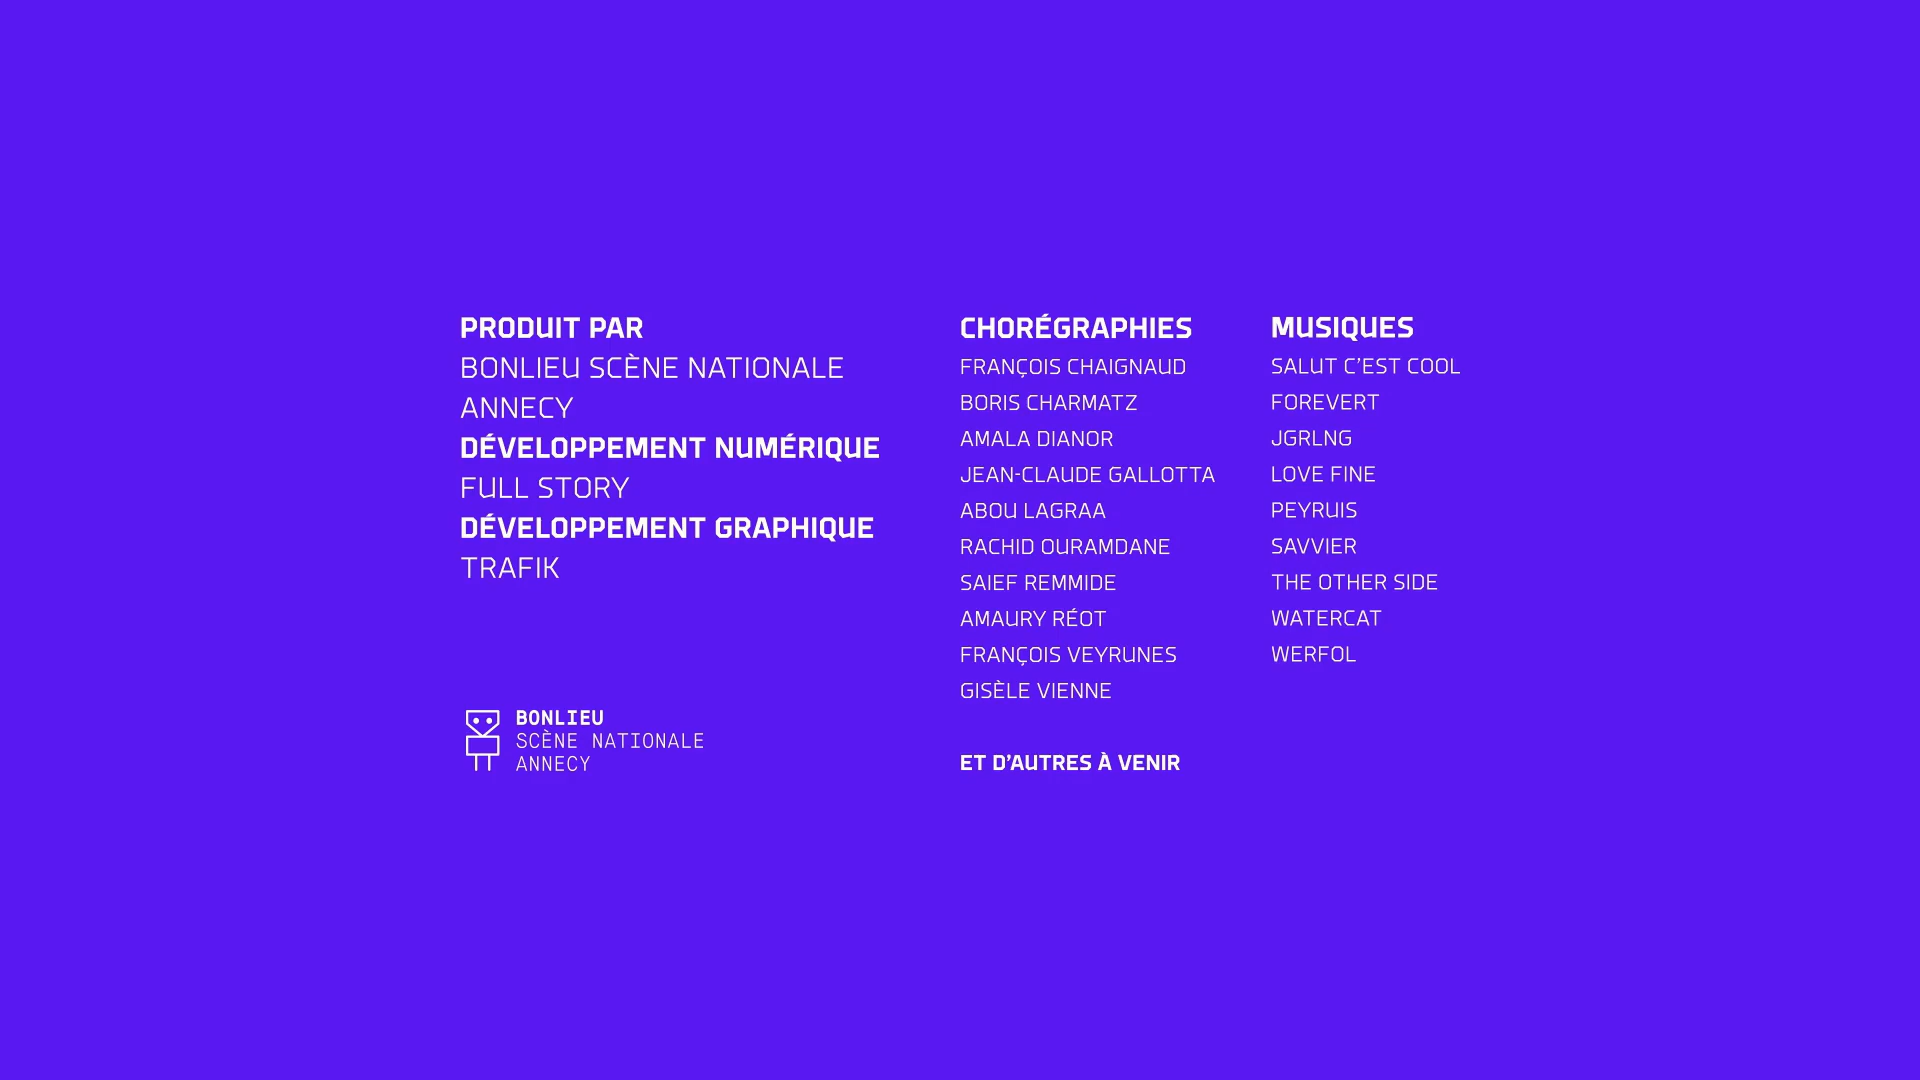 PRODUIT PAR
BONLIEU SCÈNE NATIONALE
ANNECY
DÉVELOPPEMENT NUMÉRIQUE
FULL STORY
DÉVELOPPEMENT GRAPHIQUE
TRAFIK
BONLIEU
SCÈNE NATIONALE
ANNECY
CHORÉGRAPHIES
FRANÇOIS CHAIGNAUD
BORIS CHARMATZ
AMALA DIANOR
JEAN-CLAUDE GALLOTTA
ABOU LAGRAA
RACHID OURAMDANE
SAIEF REMMIDE
AMAURY RÉOT
FRANÇOIS VEYRUNES
GISÈLE VIENNE
ET D’AUTRES À VENIR
MUSIQUES
SALUT C’EST COOL
FOREVERT
JGRLNG
LOVE FINE
PEYRUIS
SAVVIER
THE OTHER SIDE
WATERCAT
WERFOL